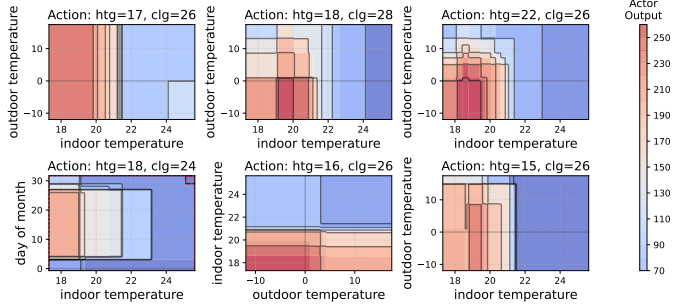 Actor
Output
Action: htg=17, clg=26
Action: htg=18, clg=28
Action: htg=22, clg=26
outdoor temperature
10
0
−10
18
20
22
24
indoor temperature
outdoor temperature
10
0
−10
18
20
22
24
indoor temperature
outdoor temperature
10
0
−10
18
20
22
24
indoor temperature
Action: htg=18, clg=24
Action: htg=16, clg=26
Action: htg=15, clg=26
day of month
30
20
10
0
18
20
22
24
indoor temperature
indoor temperature
24
22
20
18
−10
0
10
outdoor temperature
outdoor temperature
10
0
−10
18
20
22
24
indoor temperature
250
230
210
190
170
150
130
110
90
70